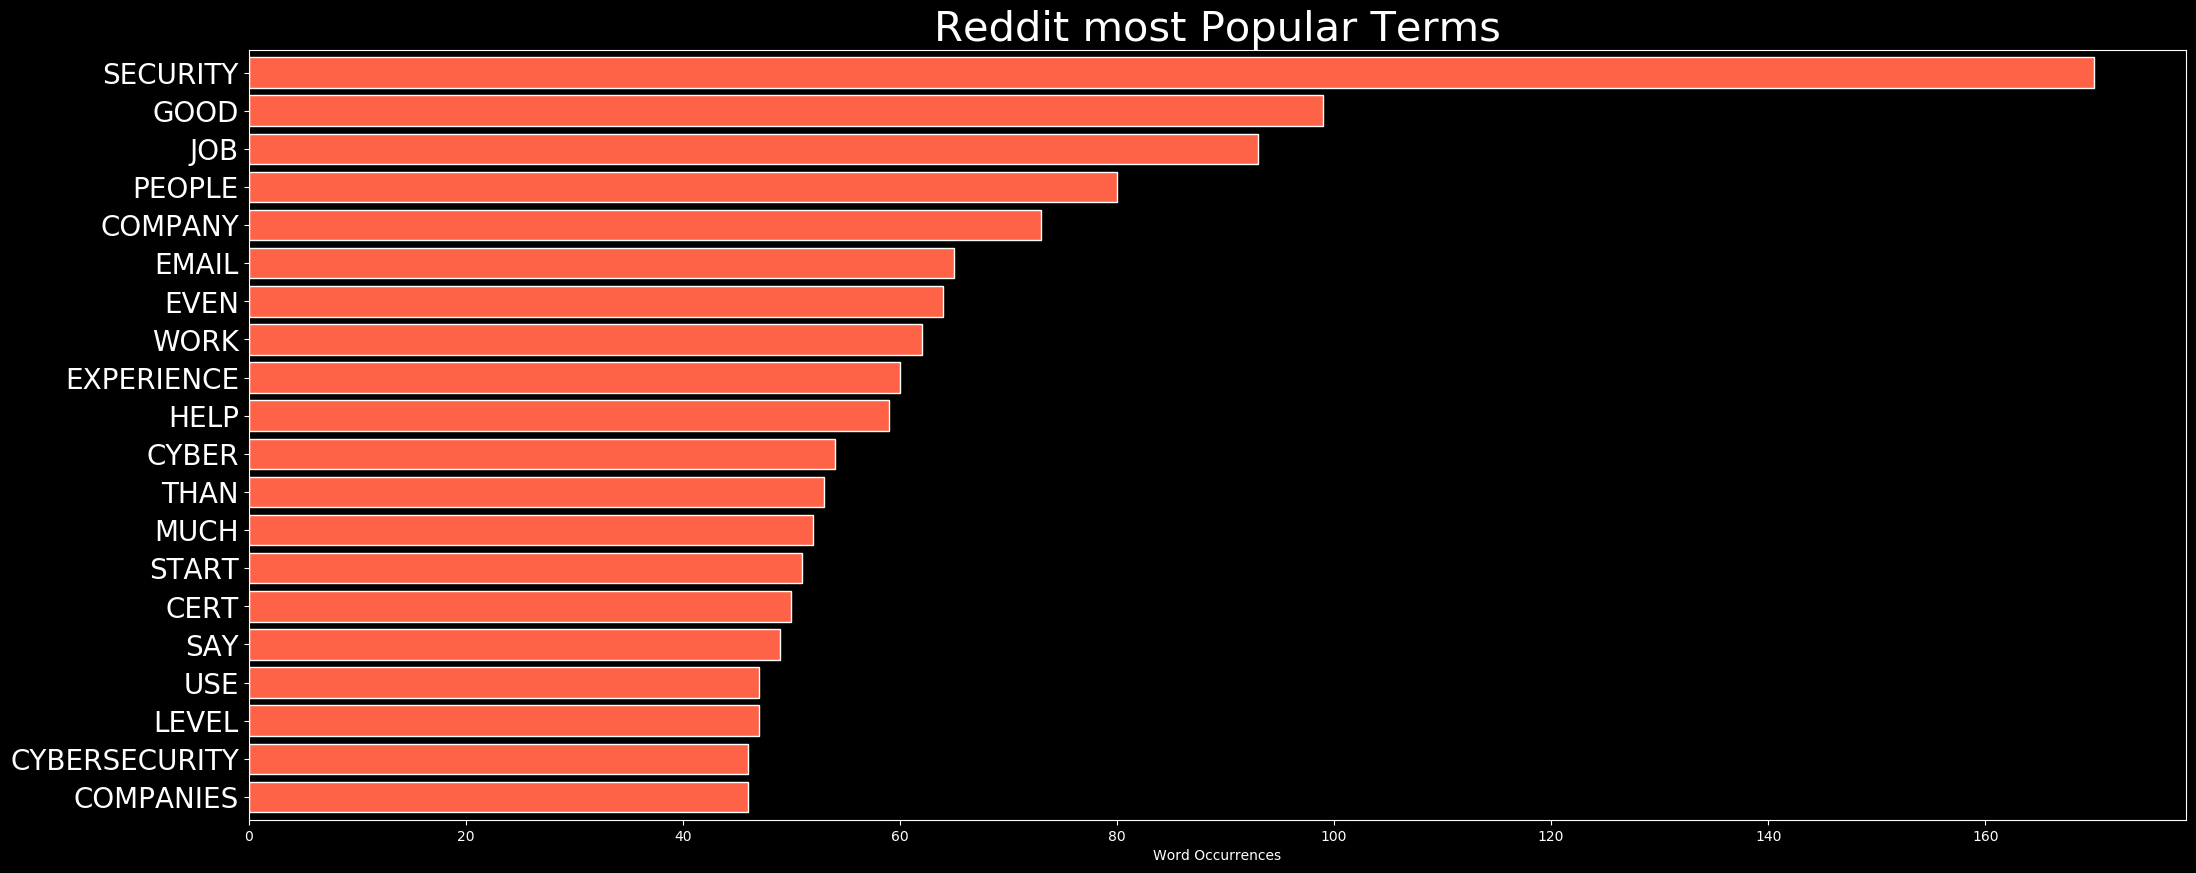 Reddit most Popular Terms
SECURITY
GOOD
JOB
PEOPLE
COMPANY
EMAIL
EVEN
WORK
EXPERIENCE
HELP
CYBER
THAN
MUCH
START
CERT
SAY
USE
LEVEL
CYBERSECURITY
COMPANIES
0 20 40 60 80 100 120 140 160
Word Occurrences